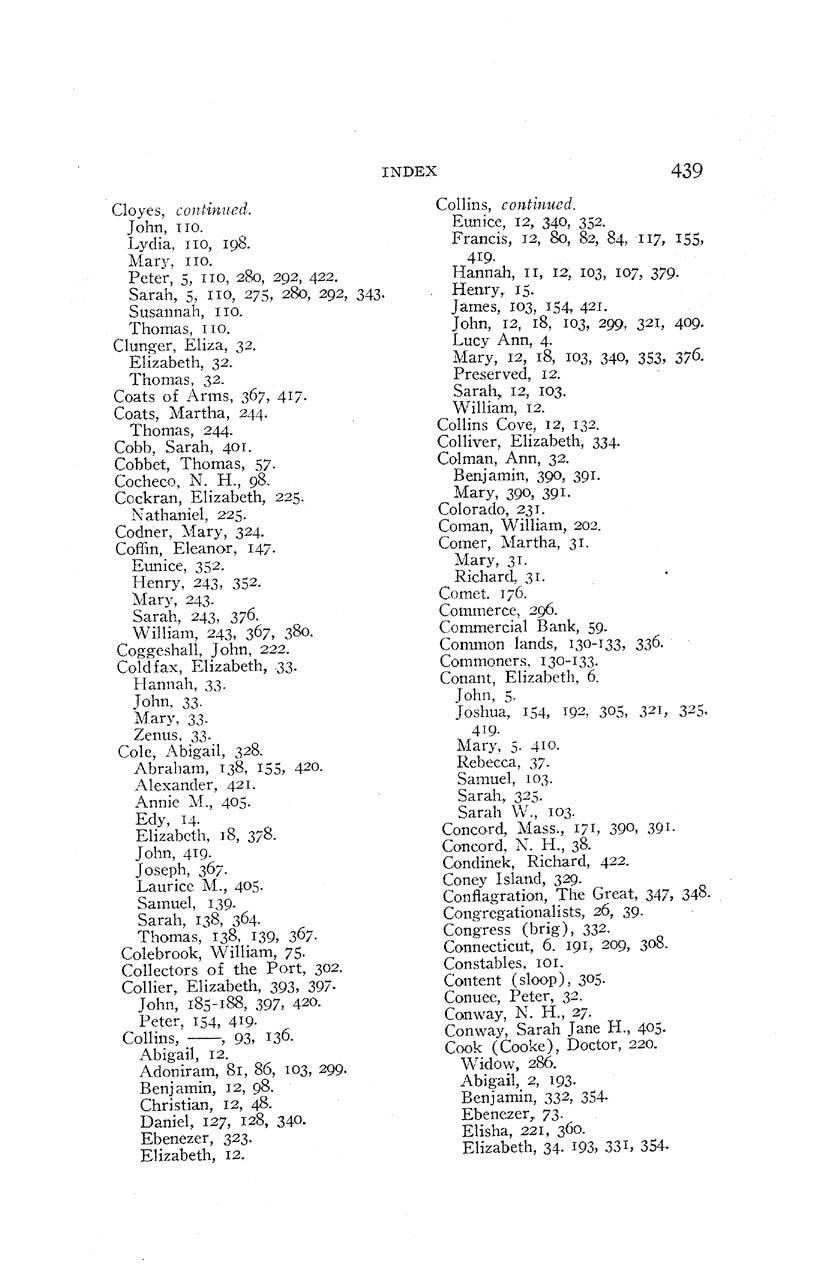 INDEX 439
Cloyes, continued.
John, 110.
Lydia, 110, 198.
Mary, 110.
Peter, 5, 110, 280, 292, 422.
Sarah, 5, 110, 275, 280, 292, 343.
Susannah, 110.
Thomas, 110.
Clunger, Eliza, 32.
Elizabeth, 32.
Thomas, 32.
Coats of Arms, 367, 417.
Coats, Martha, 244.
Thomas, 244.
Cobb, Sarah, 401.
Cobbet, Thomas, 57.
Cocheco, N. H., 98.
Cockran, Elizabeth, 225.
Nathaniel, 225.
Codner, Mary, 324.
Coffin, Eleanor, 147.
Eunice, 352.
Henry, 243, 352.
Mary, 243.
Sarah, 243, 376.
William, 243, 367, 380.
Coggeshall, John, 222.
Coldfax, Elizabeth, 33.
Hannah, 33.
John, 33.
Mary, 33.
Zenus, 33.
Cole, Abigail, 328.
Abraham, 138, 155, 420.
Alexander, 421.
Annie M., 405.
Edy, 14.
Elizabeth, 18, 378.
John, 419.
Joseph, 367.
Laurice M., 405.
Samuel, 139.
Sarah, 138, 364.
Thomas, 138, 139, 367.
Colebrook, William, 75.
Collectors of the Port, 302.
Collier, Elizabeth, 393, 397.
John, 185-188, 397, 420.
Peter, 154, 419.
Collins, ——, 93, 136.
Abigail, 12.
Adoniram, 81, 86, 103, 299.
Benjamin, 12, 98.
Christian, 12, 48.
Daniel, 127, 128, 340.
Ebenezer, 323.
Elizabeth, 12.
Collins, continued.
Eunice, 12, 340, 352.
Francis, 12, 80, 82, 84, 117, 155,
419.
Hannah, 11, 12, 103, 107, 379.
Henry, 15.
James, 103, 154, 421.
John, 12, 18, 103, 299, 321, 409.
Lucy Ann, 4.
Mary, 12, 18, 103, 340, 353, 376.
Preserved, 12.
Sarah, 12, 103.
William, 12.
Collins Cove, 12, 132.
Colliver, Elizabeth, 334.
Colman, Ann, 32.
Benjamin, 390, 391.
Mary, 390, 391.
Colorado, 231.
Coman, William, 202.
Comer, Martha, 31.
Mary, 31.
Richard, 31.
Comet. 176.
Commerce, 296.
Commercial Bank, 59.
Common lands, 130-133, 336.
Commoners, 130-133.
Conant, Elizabeth, 6.
John, 5.
Joshua, 154, 192, 305, 321, 325.
419.
Mary, 5. 410.
Rebecca, 37.
Samuel, 103.
Sarah, 325.
Sarah W., 103.
Concord, Mass., 171, 390, 391.
Concord, N. H., 38.
Condinek, Richard, 422.
Coney Island, 329.
Conflagration, The Great, 347, 348.
Congregationalists, 26, 39.
Congress (brig), 332.
Connecticut, 6. 191, 209, 308.
Constables, 101.
Content (sloop), 305.
Conuee, Peter, 32.
Conway, N. H., 27.
Conway, Sarah Jane H., 405.
Cook (Cooke), Doctor, 220.
Widow, 286.
Abigail, 2, 193.
Benjamin, 332, 354.
Ebenezer, 73.
Elisha, 221, 360.
Elizabeth, 34. 193, 331, 354.